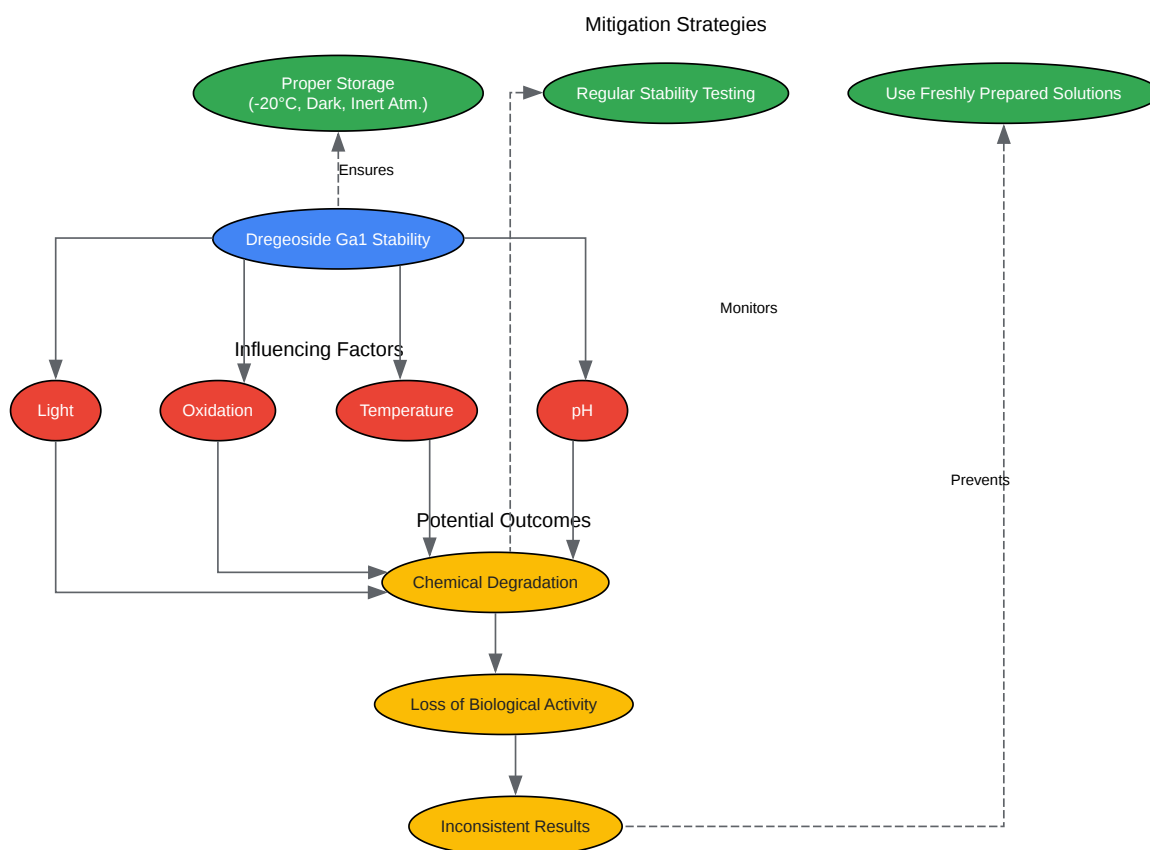 Mitigation Strategies
Proper Storage
(-20°C, Dark, Inert Atm.)
Regular Stability Testing
Use Freshly Prepared Solutions
Ensures
Dregeoside Ga1 Stability
Monitors
Influencing Factors
Light
Oxidation
Temperature
pH
Prevents
Potential Outcomes
Chemical Degradation
Loss of Biological Activity
Inconsistent Results